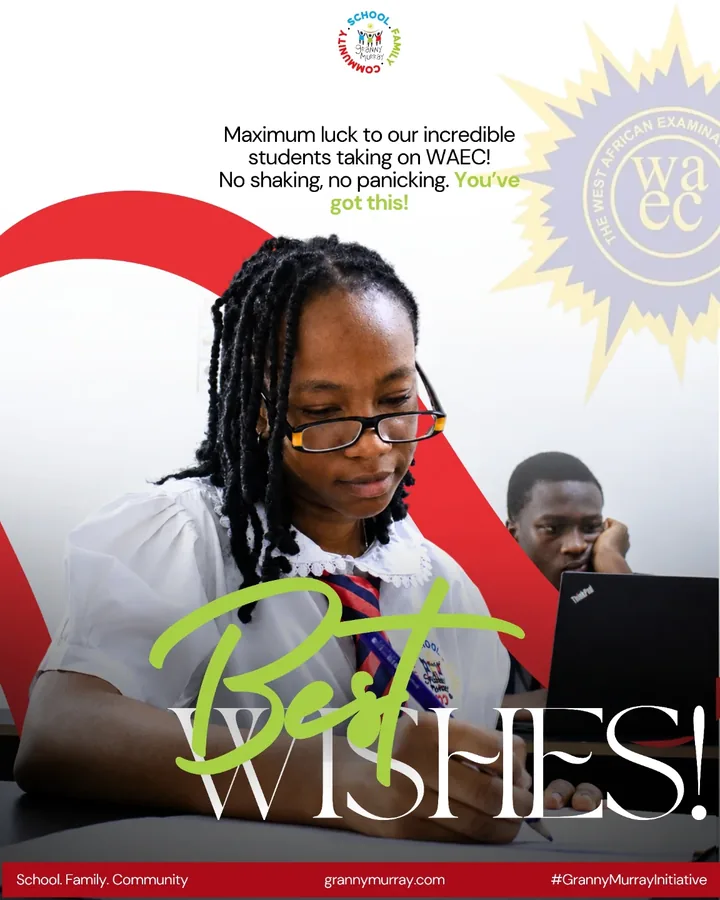 SCHOOL. FAMILY. COMMUNITY.
granny
murray
Maximum luck to our incredible
students taking on WAEC!
No shaking, no panicking. You've
got this!
THE WEST AFRICAN EXAMINA
wa
ec
ThinkPad
Best
WISHES!
School. Family. Community
grannymurray.com
#GrannyMurrayInitiative